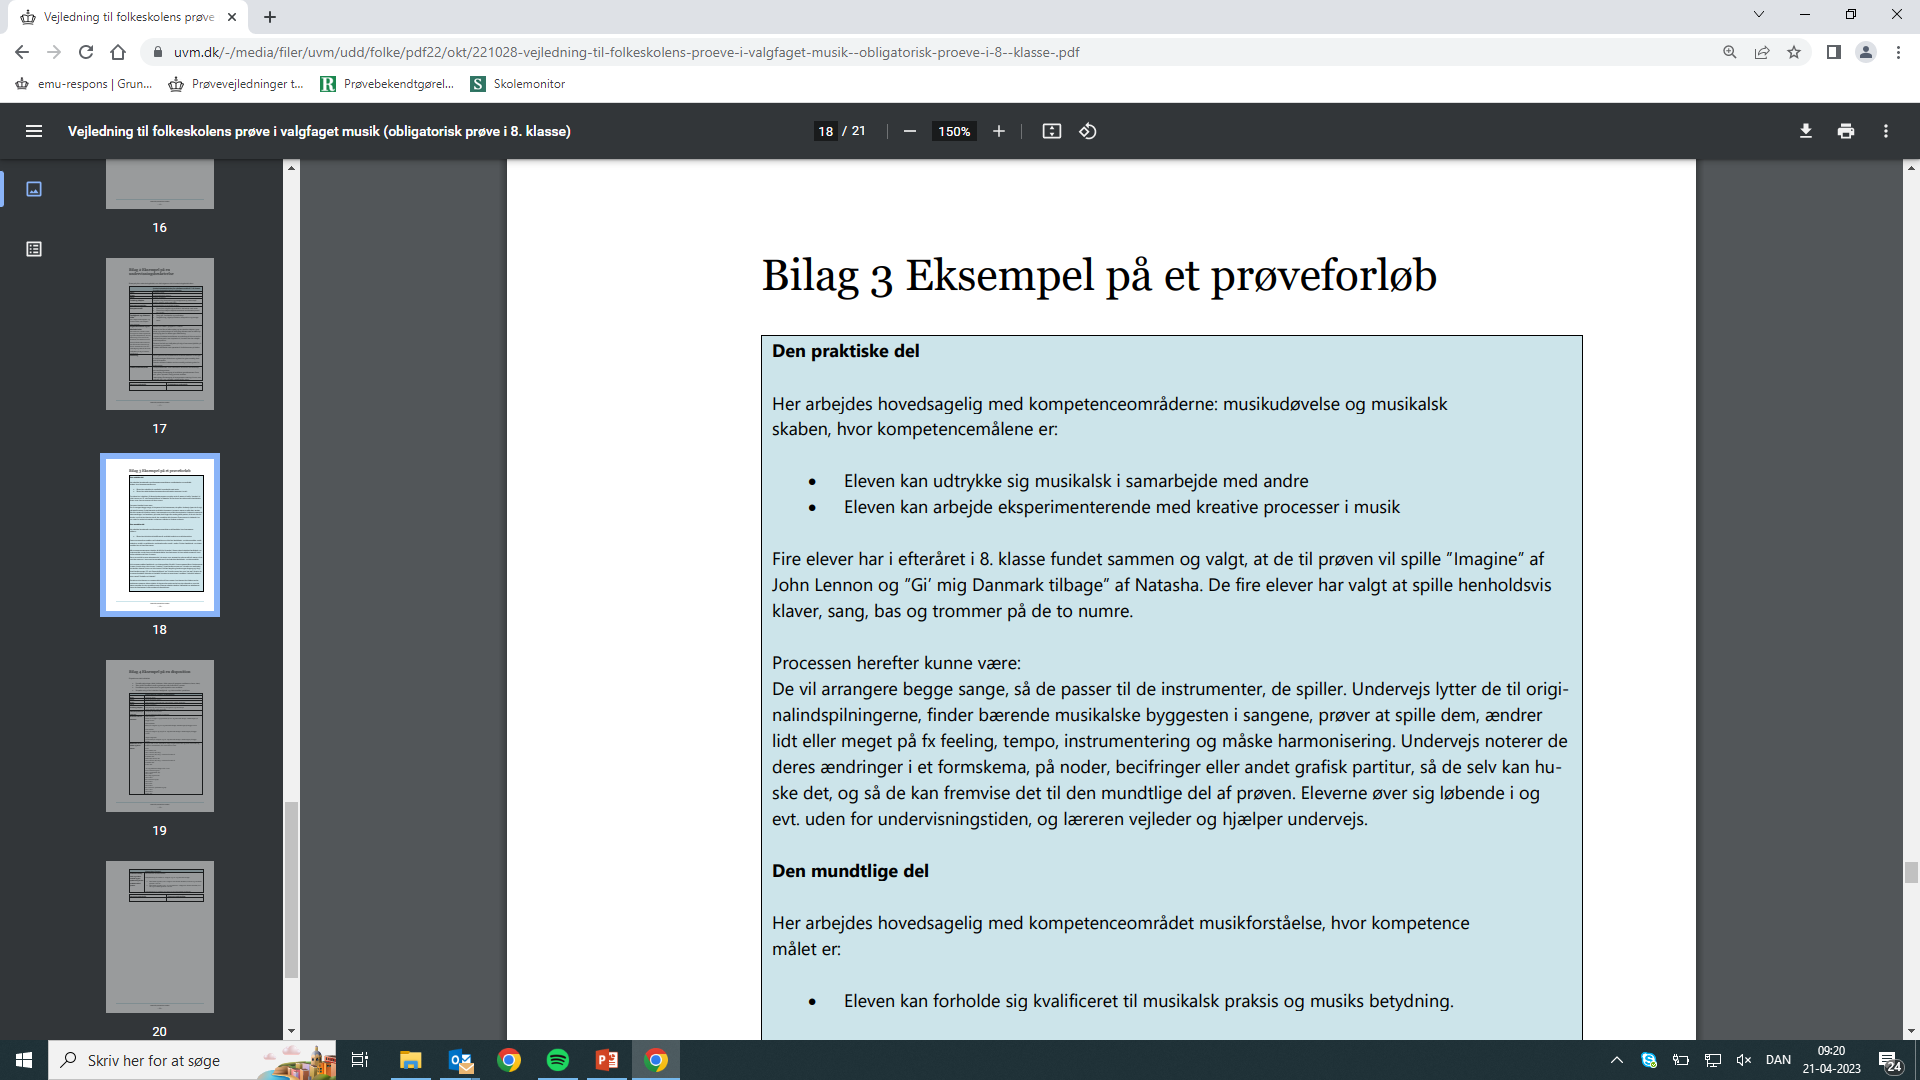 Vejledning til folkeskolens prøve
uvm.dk/-/media/filer/uvm/udd/folke/pdf22/okt/221028-vejledning-til-folkeskolens-proeve-i-valgfaget-musik--obligatorisk-proeve-i-8--klasse-.pdf
emu-respons | Grun...
Prøvevejledninger t...
Prøvebekendtgørel...
Skolemonitor
Vejledning til folkeskolens prøve i valgfaget musik (obligatorisk prøve i 8. klasse)
18 / 21
150%
16
17
18
19
20
Bilag 3 Eksempel på et prøveforløb
Den praktiske del
Her arbejdes hovedsagelig med kompetenceområderne: musikudøvelse og musikalsk
skaben, hvor kompetencemålene er:
• Eleven kan udtrykke sig musikalsk i samarbejde med andre
• Eleven kan arbejde eksperimenterende med kreative processer i musik
Fire elever har i efteråret i 8. klasse fundet sammen og valgt, at de til prøven vil spille ”Imagine” af
John Lennon og ”Gi’ mig Danmark tilbage” af Natasha. De fire elever har valgt at spille henholdsvis
klaver, sang, bas og trommer på de to numre.
Processen herefter kunne være:
De vil arrangere begge sange, så de passer til de instrumenter, de spiller. Undervejs lytter de til origi-
nalindspilningerne, finder bærende musikalske byggesten i sangene, prøver at spille dem, ændrer
lidt eller meget på fx feeling, tempo, instrumentering og måske harmonisering. Undervejs noterer de
deres ændringer i et formskema, på noder, becifringer eller andet grafisk partitur, så de selv kan hu-
ske det, og så de kan fremvise det til den mundtlige del af prøven. Eleverne øver sig løbende i og
evt. uden for undervisningstiden, og læreren vejleder og hjælper undervejs.
Den mundtlige del
Her arbejdes hovedsagelig med kompetenceområdet musikforståelse, hvor kompetence
målet er:
• Eleven kan forholde sig kvalificeret til musikalsk praksis og musiks betydning.
Skriv her for at søge
DAN
09:20
21-04-2023
24